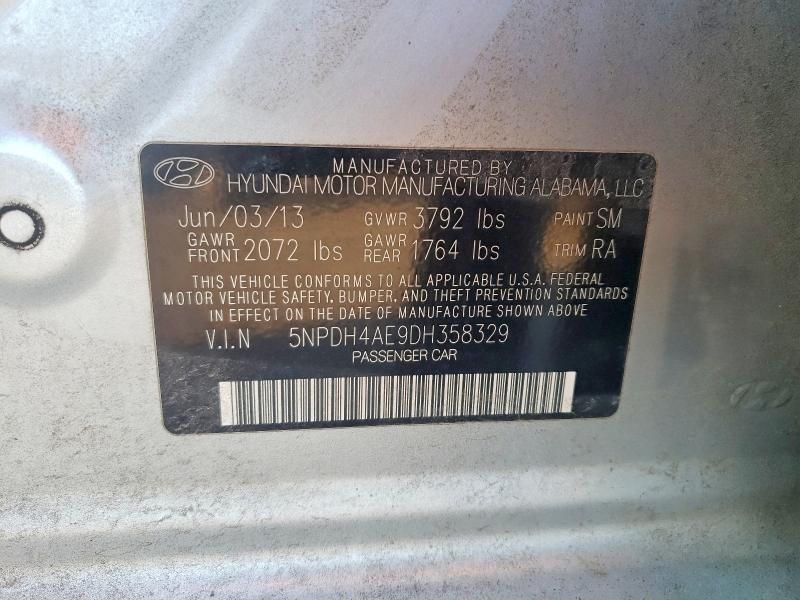 MANUFACTURED BY
HYUNDAI MOTOR MANUFACTURING ALABAMA, LLC
Jun/03/13 GVWR 3792 lbs PAINT SM
GAWR FRONT 2072 lbs GAWR REAR 1764 lbs TRIM RA
THIS VEHICLE CONFORMS TO ALL APPLICABLE U.S.A. FEDERAL
MOTOR VEHICLE SAFETY, BUMPER, AND THEFT PREVENTION STANDARDS
IN EFFECT ON THE DATE OF MANUFACTURE SHOWN ABOVE
V.I.N 5NPDH4AE9DH358329
PASSENGER CAR